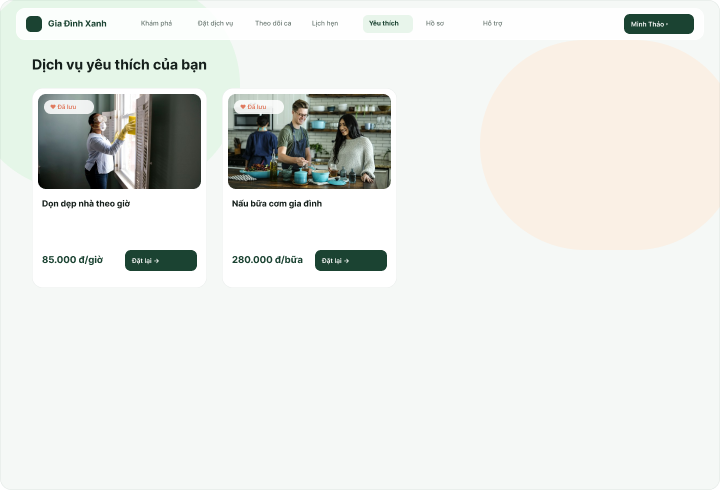 Gia Đình Xanh
Khám phá
Đặt dịch vụ
Theo dõi ca
Lịch hẹn
Yêu thích
Hồ sơ
Hỗ trợ
Minh Thảo
Dịch vụ yêu thích của bạn
♥ Đã lưu
♥ Đã lưu
Dọn dẹp nhà theo giờ
Nấu bữa cơm gia đình
85.000 đ/giờ
Đặt lại →
280.000 đ/bữa
Đặt lại →